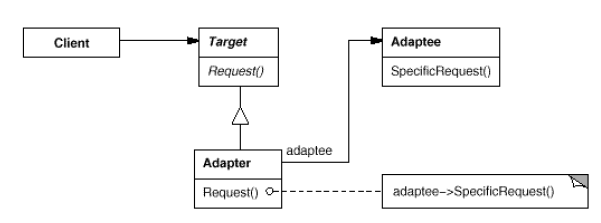 Client
Target
Request()
Adaptee
SpecificRequest()
adaptee
Adapter
Request()
adaptee->SpecificRequest()